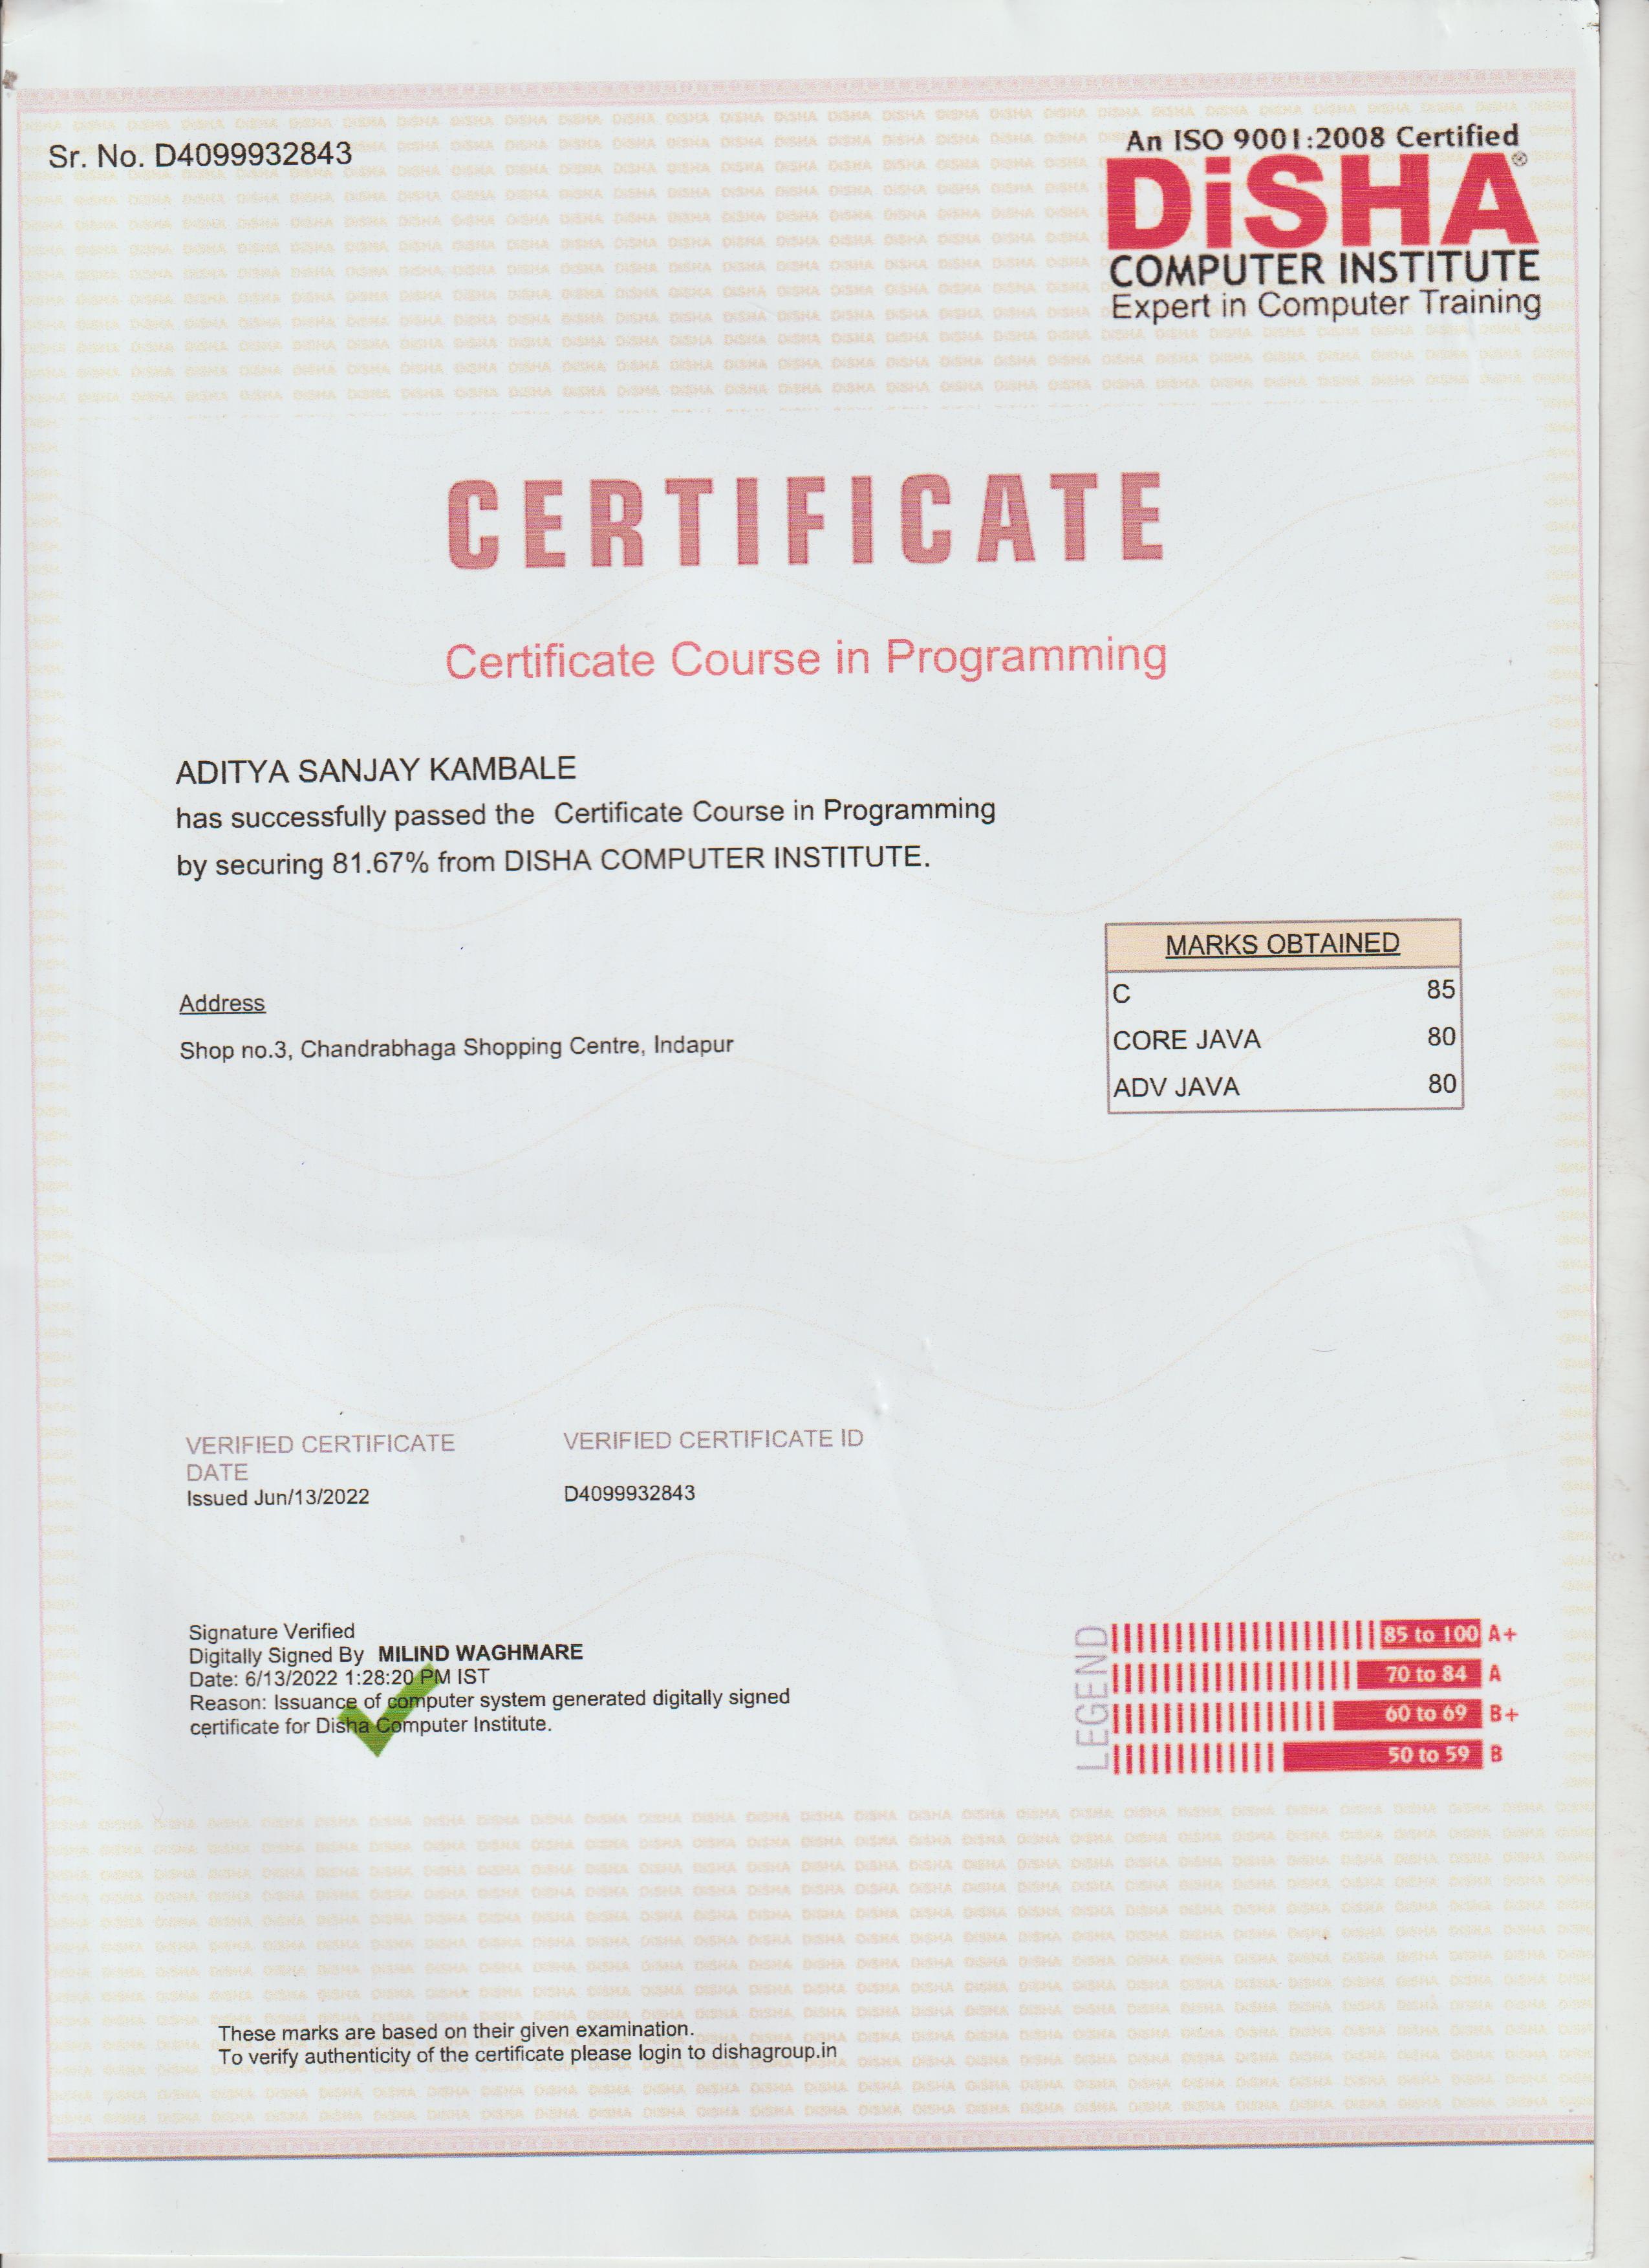 Sr. No. D4099932843
An ISO 9001:2008 Certified
DiSHA®
COMPUTER INSTITUTE
Expert in Computer Training
CERTIFICATE
Certificate Course in Programming
ADITYA SANJAY KAMBALE
has successfully passed the Certificate Course in Programming
by securing 81.67% from DISHA COMPUTER INSTITUTE.
MARKS OBTAINED
C 85
CORE JAVA 80
ADV JAVA 80
Address
Shop no.3, Chandrabhaga Shopping Centre, Indapur
VERIFIED CERTIFICATE
DATE
Issued Jun/13/2022
VERIFIED CERTIFICATE ID
D4099932843
Signature Verified
Digitally Signed By MILIND WAGHMARE
Date: 6/13/2022 1:28:20 PM IST
Reason: Issuance of computer system generated digitally signed
certificate for Disha Computer Institute.
LEGEND
85 to 100 A+
70 to 84 A
60 to 69 B+
50 to 59 B
These marks are based on their given examination.
To verify authenticity of the certificate please login to dishagroup.in